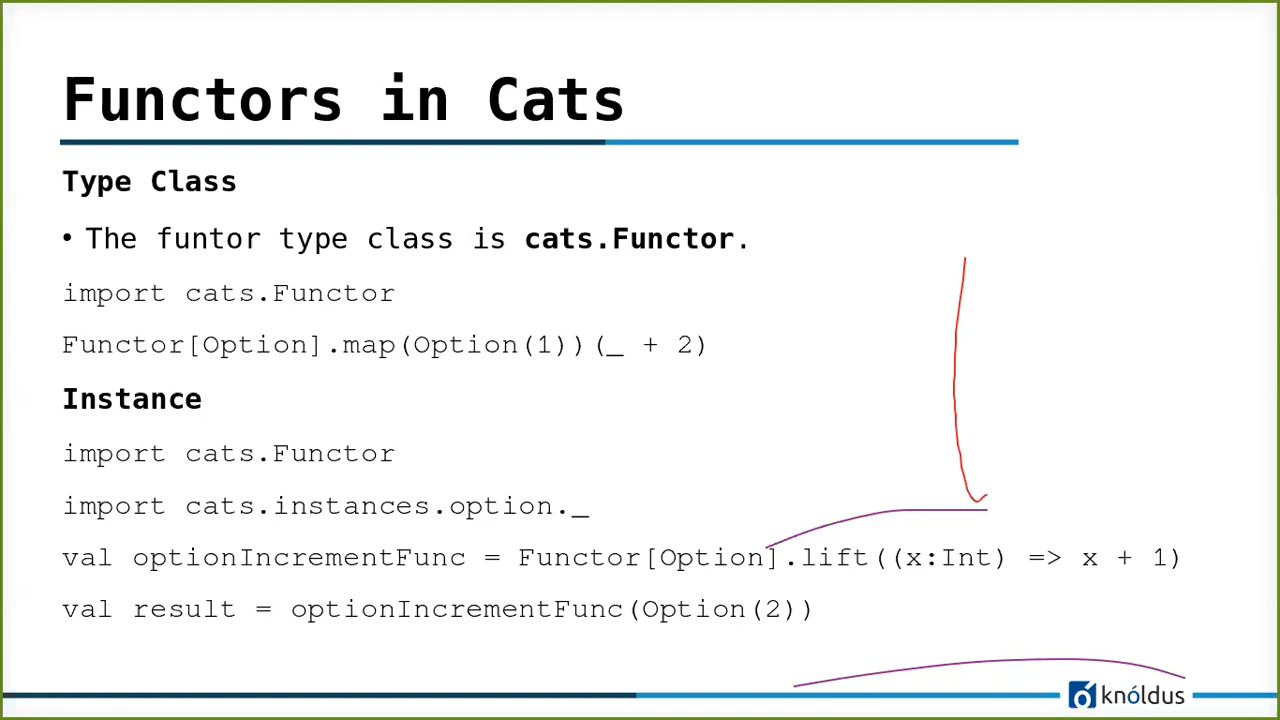 Functors in Cats
Type Class
• The funtor type class is cats.Functor.
import cats.Functor
Functor[Option].map(Option(1))(_ + 2)
Instance
import cats.Functor
import cats.instances.option._
val optionIncrementFunc = Functor[Option].lift((x:Int) => x + 1)
val result = optionIncrementFunc(Option(2))
knóldus